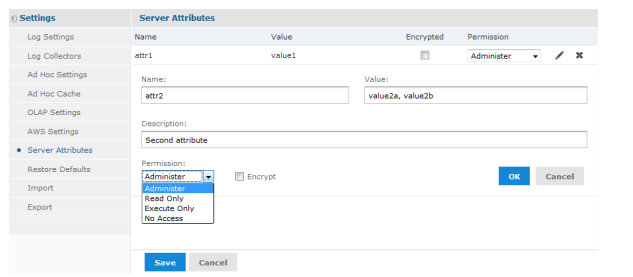 Settings
Log Settings
Log Collectors
Ad Hoc Settings
Ad Hoc Cache
OLAP Settings
AWS Settings
Server Attributes
Restore Defaults
Import
Export
Server Attributes
Name Value Encrypted Permission
attr1 value1 Administer
Name: Value:
attr2 value2a, value2b
Description:
Second attribute
Permission:
Administer Encrypt OK Cancel
Administer
Read Only
Execute Only
No Access
Save Cancel